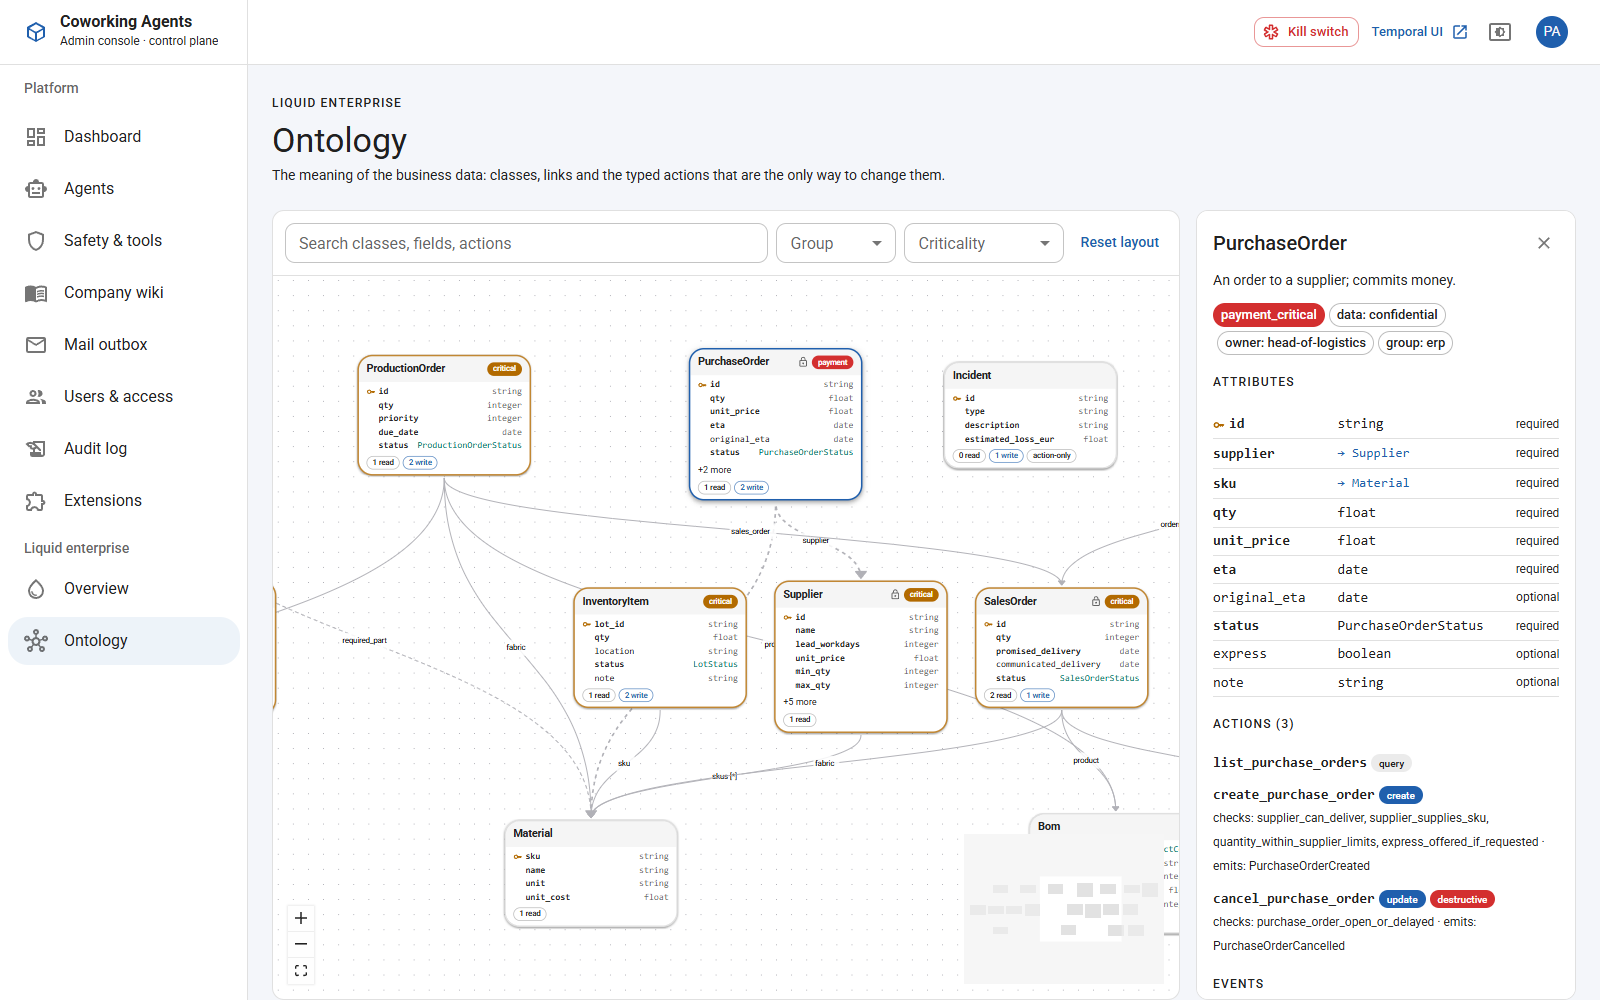 Coworking Agents
Admin console · control plane
Kill switch
Temporal UI
PA
Platform
Dashboard
Agents
Safety & tools
Company wiki
Mail outbox
Users & access
Audit log
Extensions
Liquid enterprise
Overview
Ontology
LIQUID ENTERPRISE
Ontology
The meaning of the business data: classes, links and the typed actions that are the only way to change them.
Search classes, fields, actions
Group
Criticality
Reset layout
ProductionOrder critical
id string
qty integer
priority integer
due_date date
status ProductionOrderStatus
1 read 2 write
PurchaseOrder payment
id string
qty float
unit_price float
eta date
original_eta date
status PurchaseOrderStatus
+2 more
1 read 2 write
Incident
id string
type string
description string
estimated_loss_eur float
0 read 1 write action-only
sales_order
supplier
order
required_part
fabric
InventoryItem critical
lot_id string
qty float
location string
status LotStatus
note string
1 read 2 write
pro
Supplier critical
id string
name string
lead_workdays integer
unit_price float
min_qty integer
max_qty integer
+5 more
1 read
SalesOrder critical
id string
qty integer
promised_delivery date
communicated_delivery date
status SalesOrderStatus
2 read 1 write
sku
skus [*]
fabric
product
Material
sku string
name string
unit string
unit_cost float
1 read
Bom
PurchaseOrder
An order to a supplier; commits money.
payment_critical data: confidential
owner: head-of-logistics group: erp
ATTRIBUTES
id string required
supplier → Supplier required
sku → Material required
qty float required
unit_price float required
eta date required
original_eta date optional
status PurchaseOrderStatus required
express boolean optional
note string optional
ACTIONS (3)
list_purchase_orders query
create_purchase_order create
checks: supplier_can_deliver, supplier_supplies_sku,
quantity_within_supplier_limits, express_offered_if_requested ·
emits: PurchaseOrderCreated
cancel_purchase_order update destructive
checks: purchase_order_open_or_delayed · emits:
PurchaseOrderCancelled
EVENTS